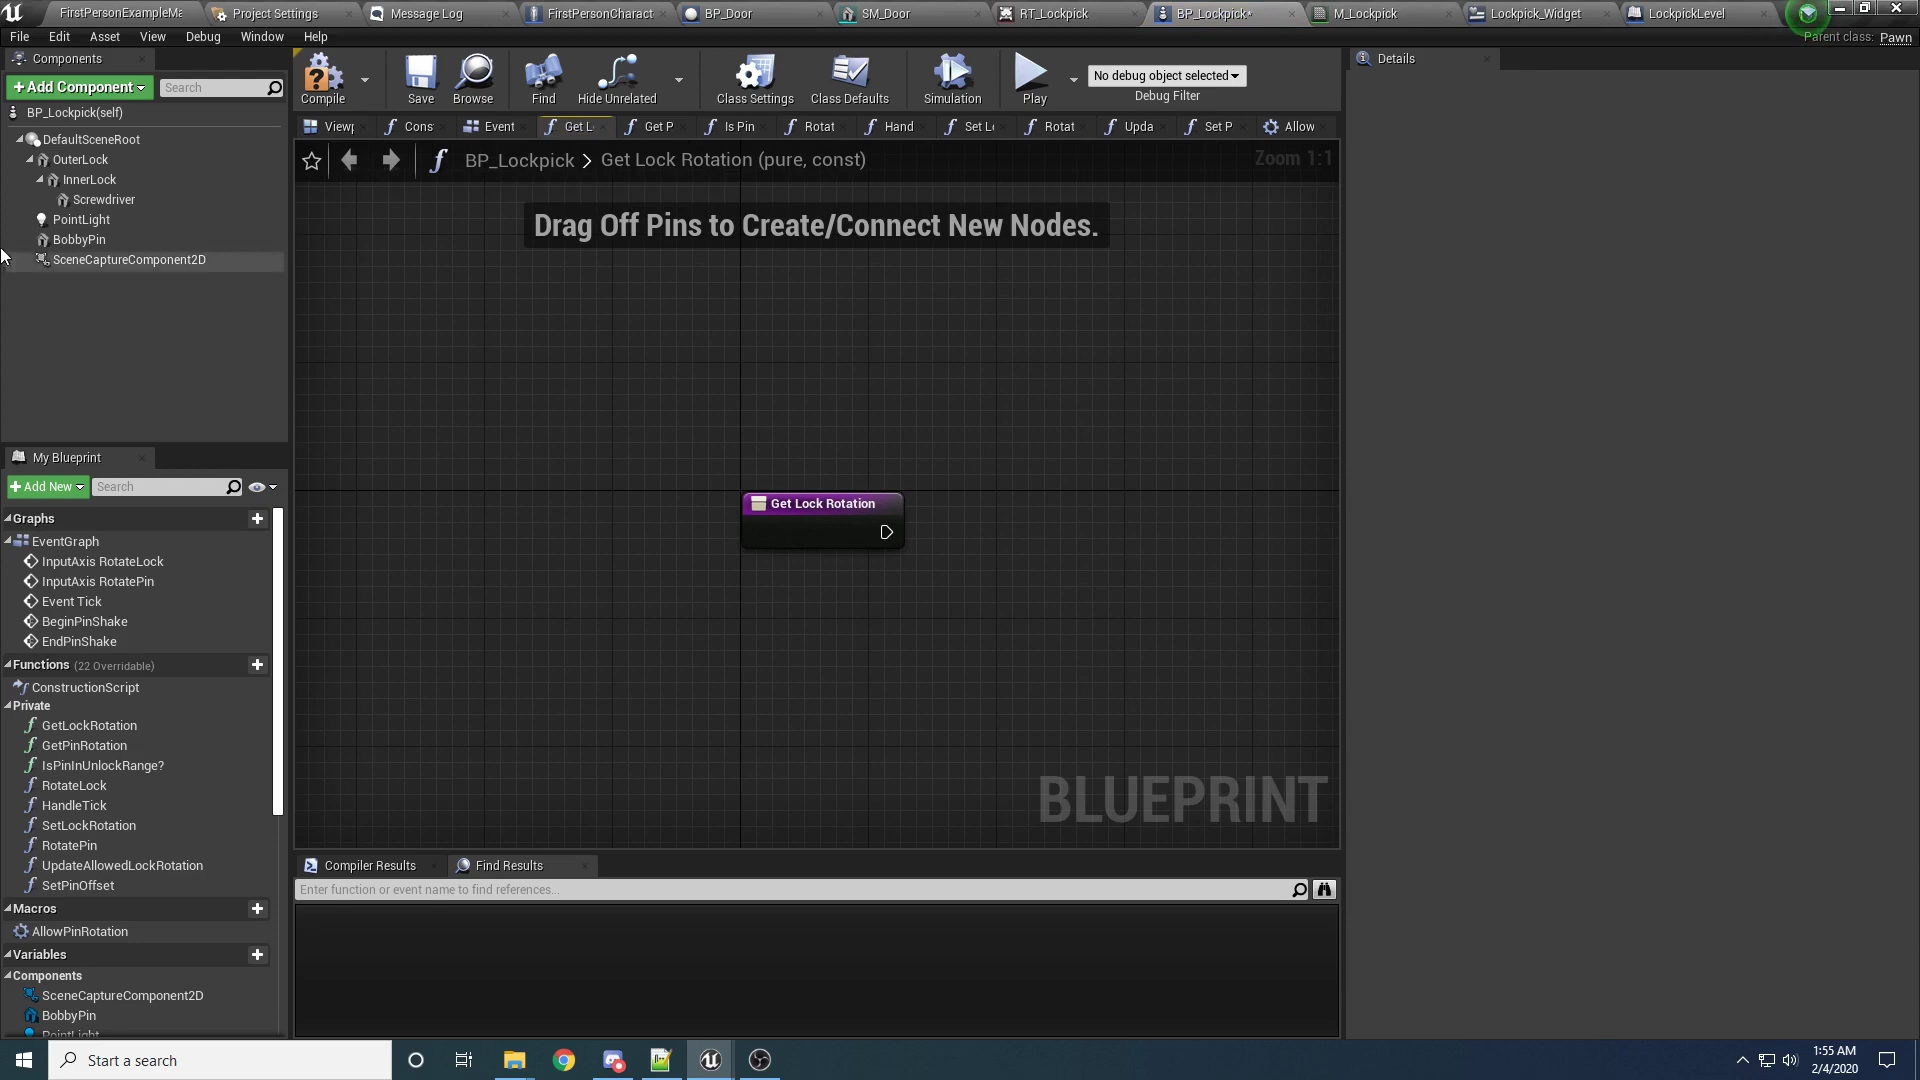 FirstPersonExampleMa
Project Settings
Message Log
FirstPersonCharact
BP_Door
SM_Door
RT_Lockpick
BP_Lockpick*
M_Lockpick
Lockpick_Widget
LockpickLevel
File Edit Asset View Debug Window Help
Parent class: Pawn
Components
+ Add Component
Search
BP_Lockpick(self)
DefaultSceneRoot
OuterLock
InnerLock
Screwdriver
PointLight
BobbyPin
SceneCaptureComponent2D
Compile
Save
Browse
Find
Hide Unrelated
Class Settings
Class Defaults
Simulation
Play
No debug object selected
Debug Filter
Details
Viewp
Cons
Event
Get L
Get P
Is Pin
Rotat
Hand
Set L
Rotat
Upda
Set P
Allow
BP_Lockpick > Get Lock Rotation (pure, const)
Zoom 1:1
Drag Off Pins to Create/Connect New Nodes.
Get Lock Rotation
BLUEPRINT
My Blueprint
+ Add New
Search
Graphs
EventGraph
InputAxis RotateLock
InputAxis RotatePin
Event Tick
BeginPinShake
EndPinShake
Functions (22 Overridable)
ConstructionScript
Private
GetLockRotation
GetPinRotation
IsPinInUnlockRange?
RotateLock
HandleTick
SetLockRotation
RotatePin
UpdateAllowedLockRotation
SetPinOffset
Macros
AllowPinRotation
Variables
Components
SceneCaptureComponent2D
BobbyPin
PointLight
Compiler Results
Find Results
Enter function or event name to find references...
Start a search
1:55 AM
2/4/2020